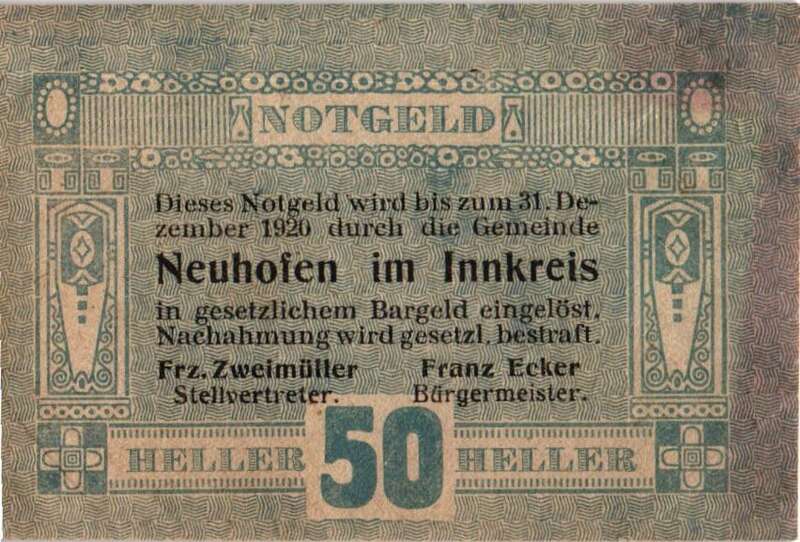 NOTGELD
Dieses Notgeld wird bis zum 31. De-
zember 1920 durch die Gemeinde
Neuhofen im Innkreis
in gesetzlichem Bargeld eingelöst.
Nachahmung wird gesetzl. bestraft.
Frz. Zweimüller Franz Ecker
Stellvertreter. Bürgermeister.
HELLER 50 HELLER